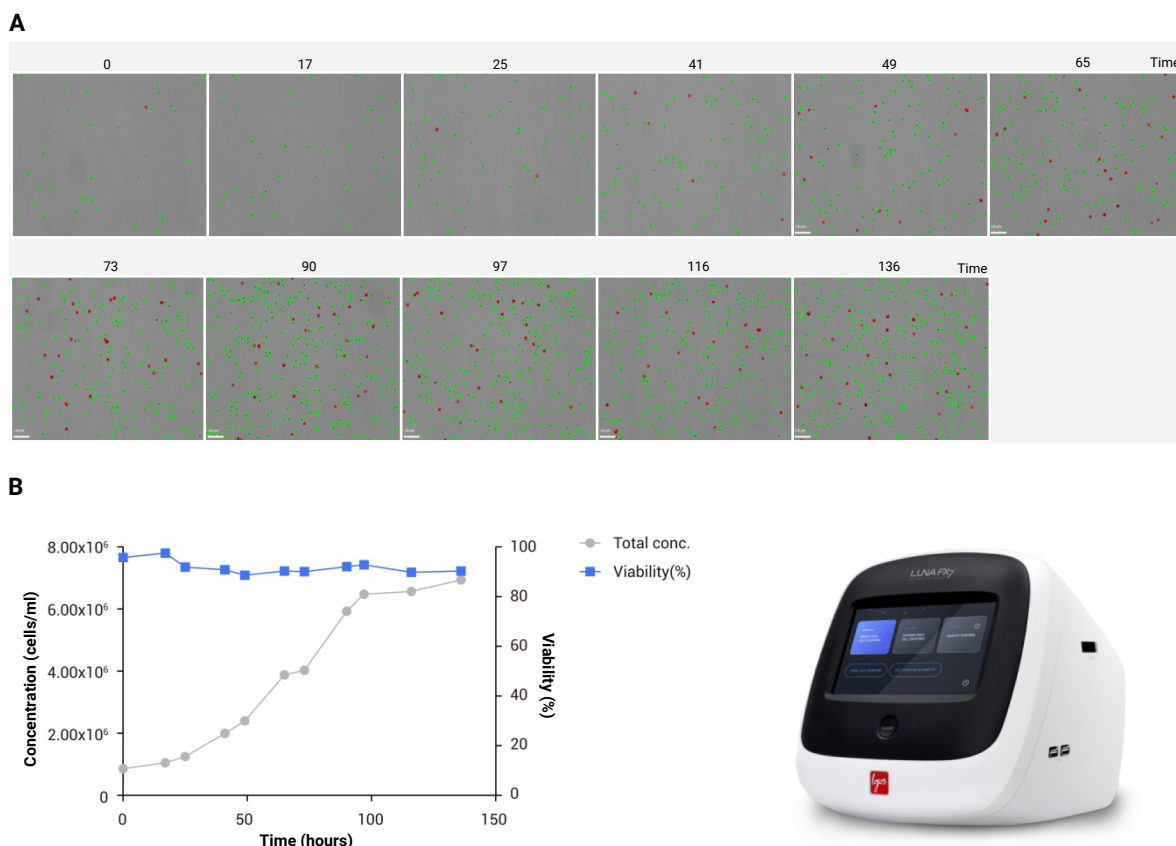 A
0 17 25 41 49 65 Time
73 90 97 116 136 Time
B
8.00x10⁶
6.00x10⁶
4.00x10⁶
2.00x10⁶
0
Concentration (cells/ml)
100
80
60
40
20
0
Viability (%)
0 50 100 150
Time (hours)
Total conc.
Viability(%)
LUNA-FX7
logos